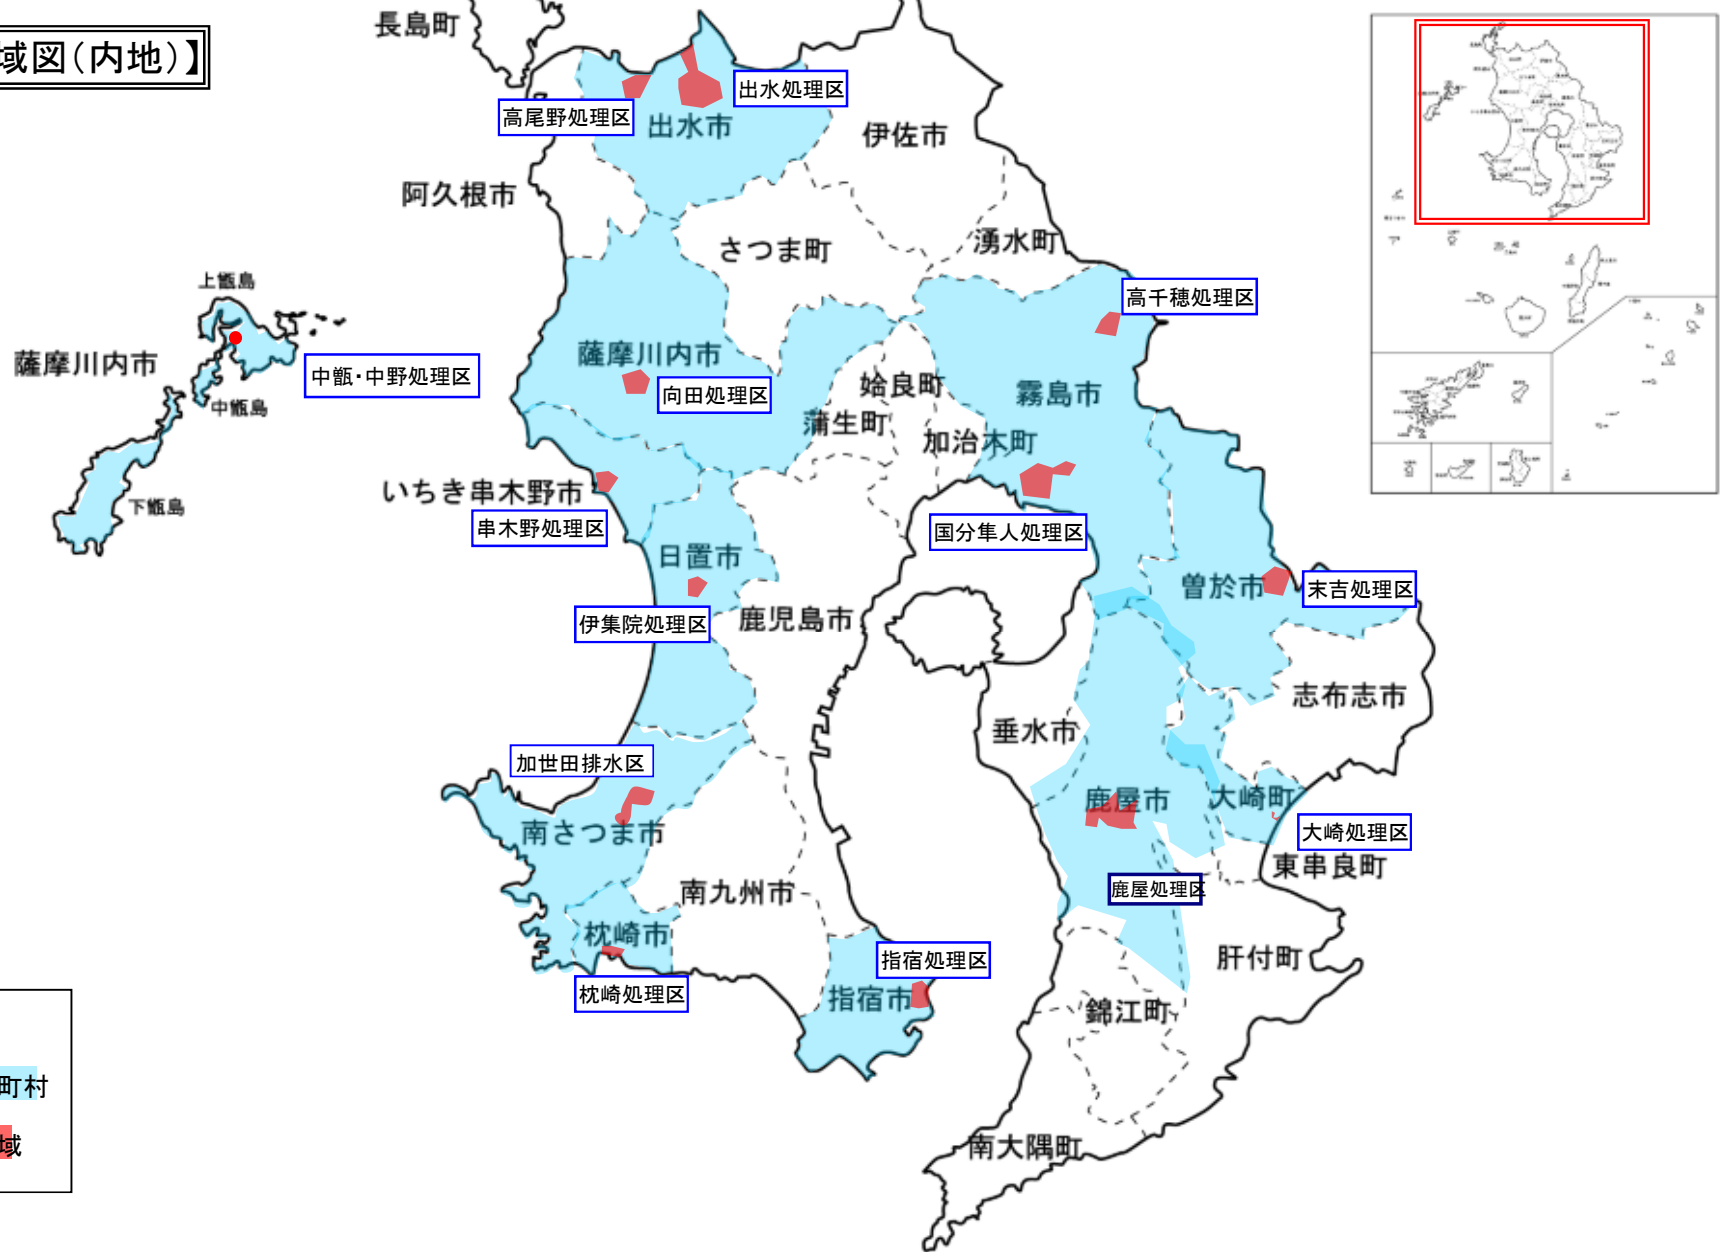 域図(内地)】
長島町
出水処理区
高尾野処理区
出水市
伊佐市
阿久根市
さつま町
湧水町
上甑島
高千穂処理区
薩摩川内市
薩摩川内市
中甑・中野処理区
向田処理区
姶良町
霧島市
中甑島
蒲生町
加治木町
いちき串木野市
下甑島
串木野処理区
国分隼人処理区
日置市
曽於市
末吉処理区
伊集院処理区
鹿児島市
志布志市
垂水市
加世田排水区
鹿屋市
大崎町
南さつま市
大崎処理区
東串良町
南九州市
鹿屋処理区
枕崎市
指宿処理区
肝付町
枕崎処理区
指宿市
錦江町
町村
域
南大隅町